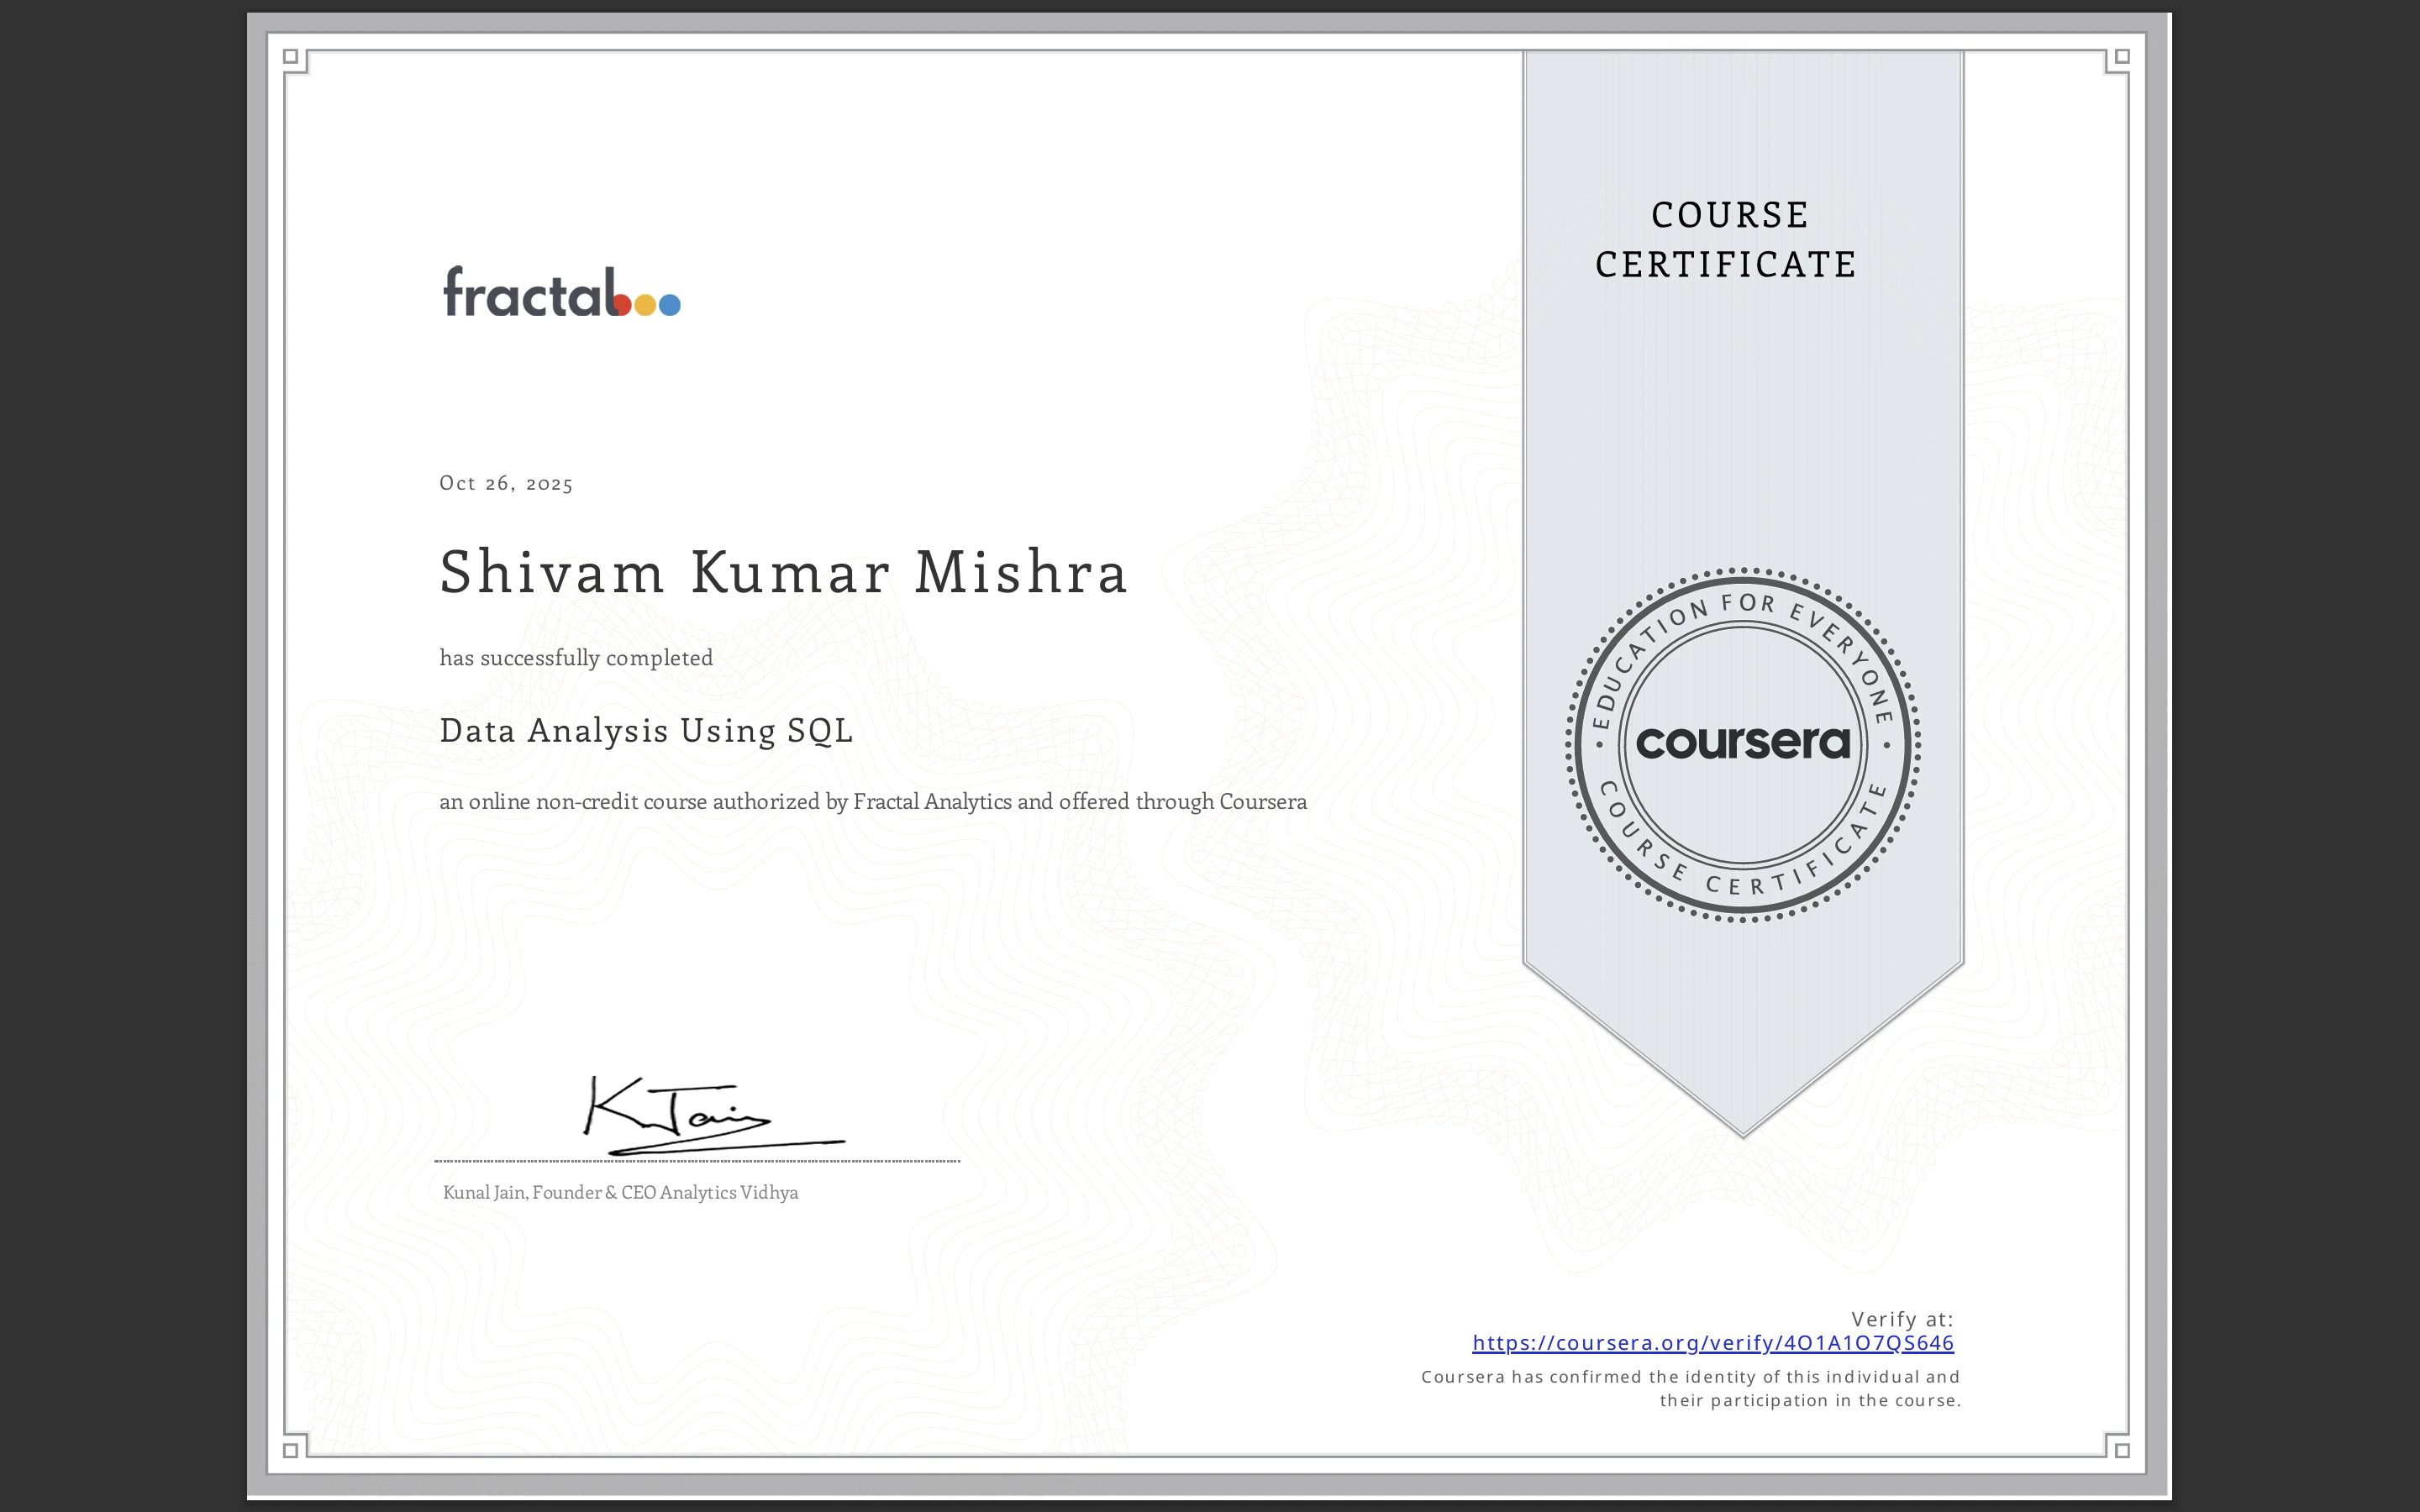 fractal
COURSE
CERTIFICATE
Oct 26, 2025
Shivam Kumar Mishra
has successfully completed
Data Analysis Using SQL
an online non-credit course authorized by Fractal Analytics and offered through Coursera
EDUCATION FOR EVERYONE
coursera
COURSE CERTIFICATE
K Jain
Kunal Jain, Founder & CEO Analytics Vidhya
Verify at:
https://coursera.org/verify/4O1A1O7QS646
Coursera has confirmed the identity of this individual and
their participation in the course.